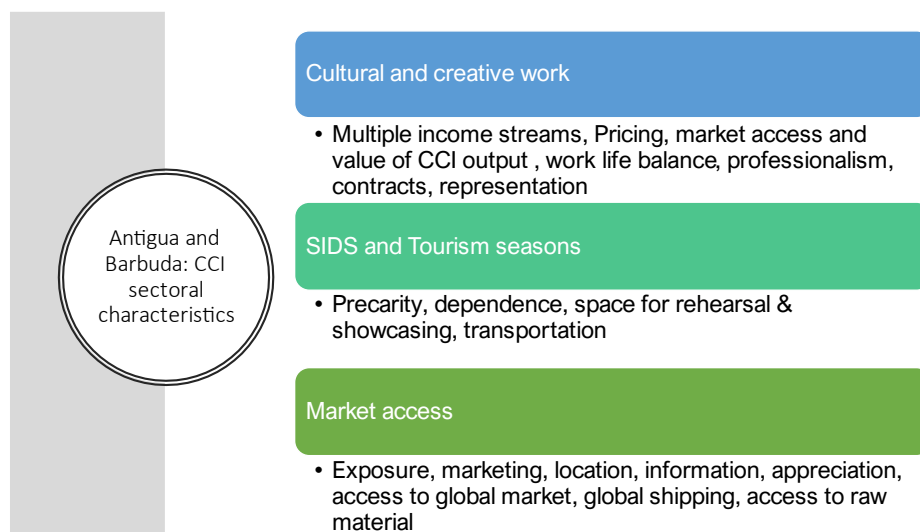 Antigua and
Barbuda: CCI
sectoral
characteristics
Cultural and creative work
• Multiple income streams, Pricing, market access and
value of CCI output , work life balance, professionalism,
contracts, representation
SIDS and Tourism seasons
• Precarity, dependence, space for rehearsal &
showcasing, transportation
Market access
• Exposure, marketing, location, information, appreciation,
access to global market, global shipping, access to raw
material